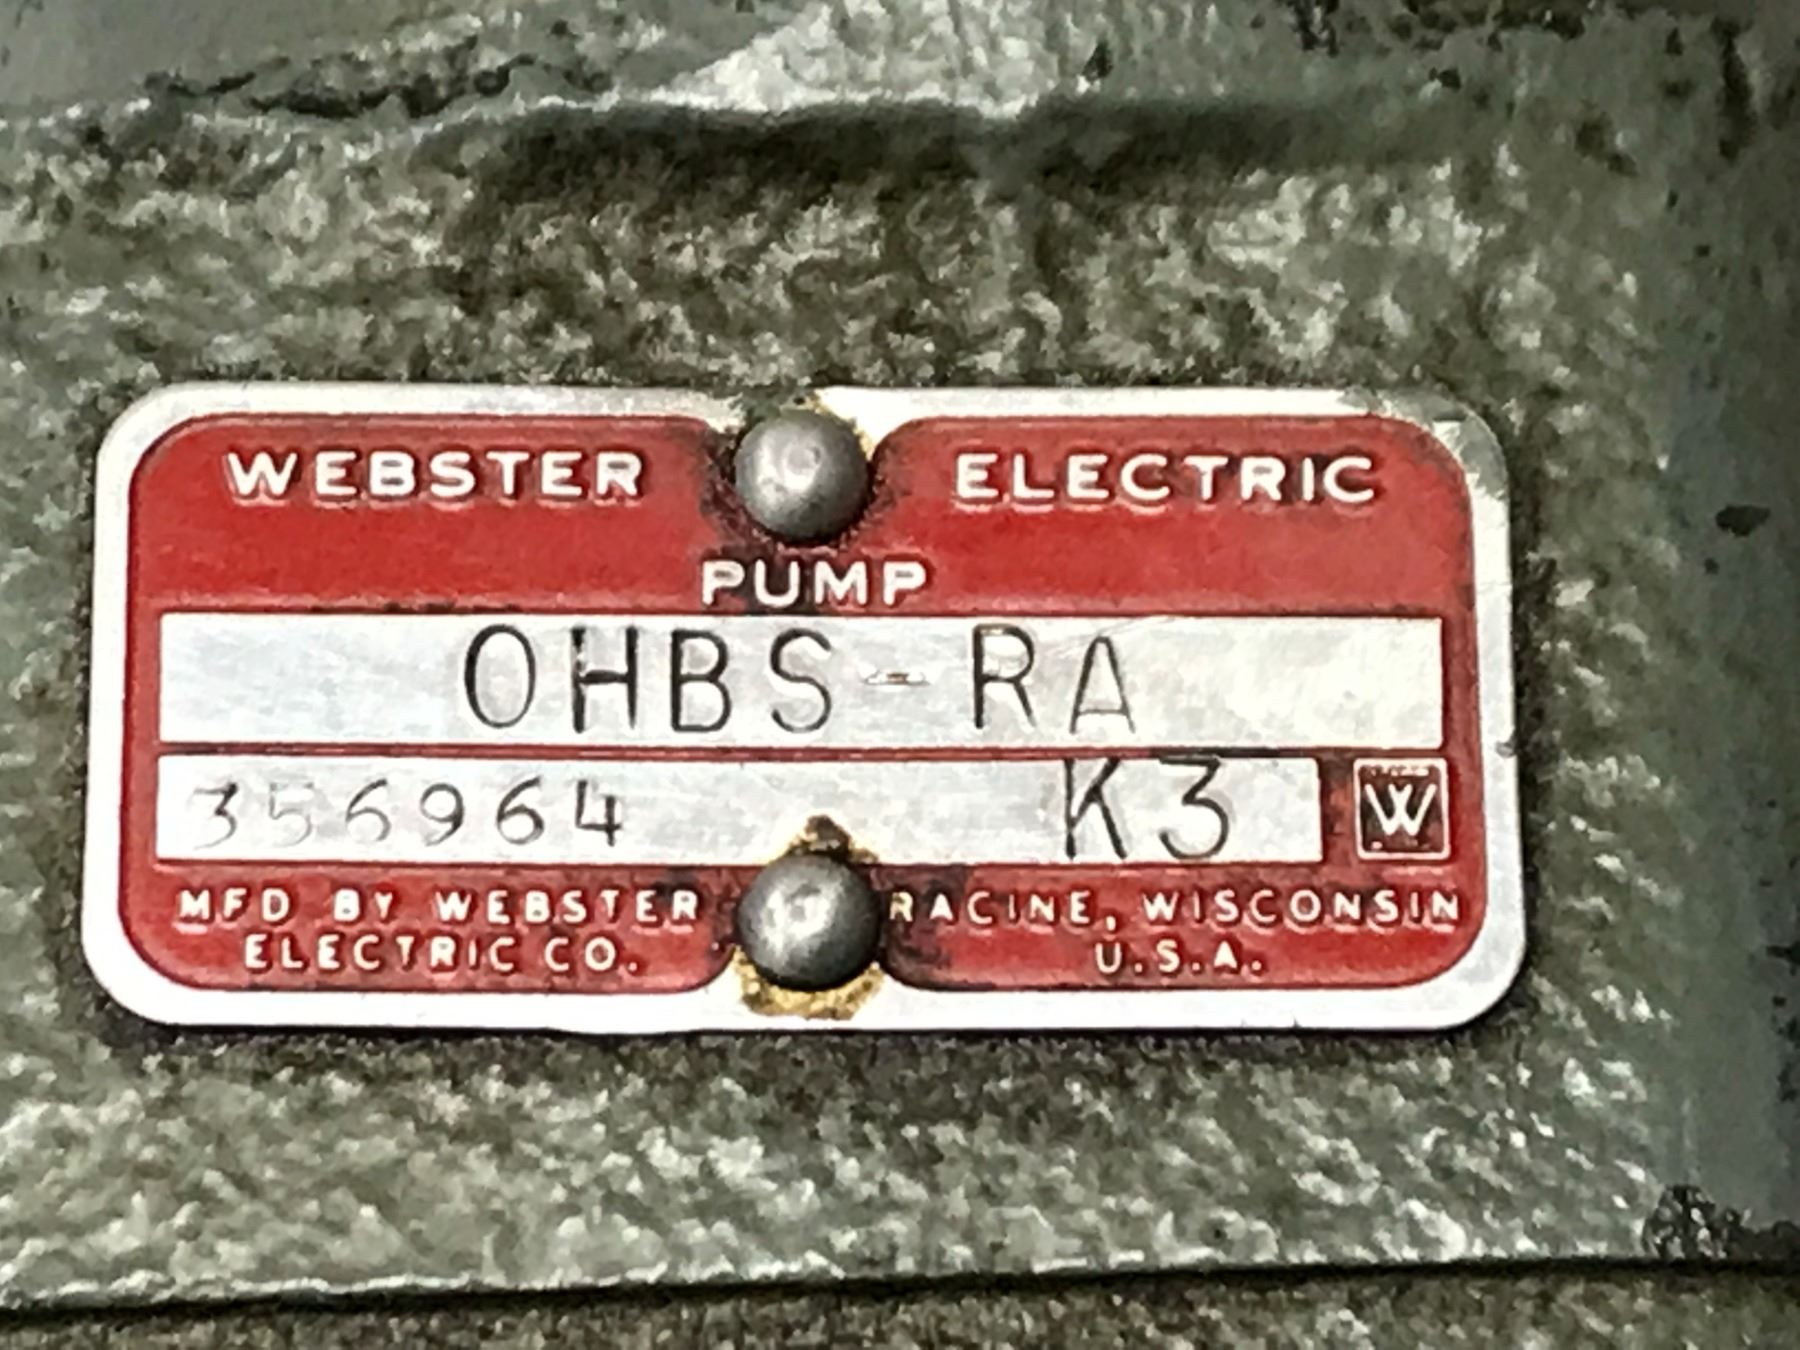 WEBSTER ELECTRIC
PUMP
OHBS-RA
356964 K3 W
MFD BY WEBSTER RACINE, WISCONSIN
ELECTRIC CO. U.S.A.